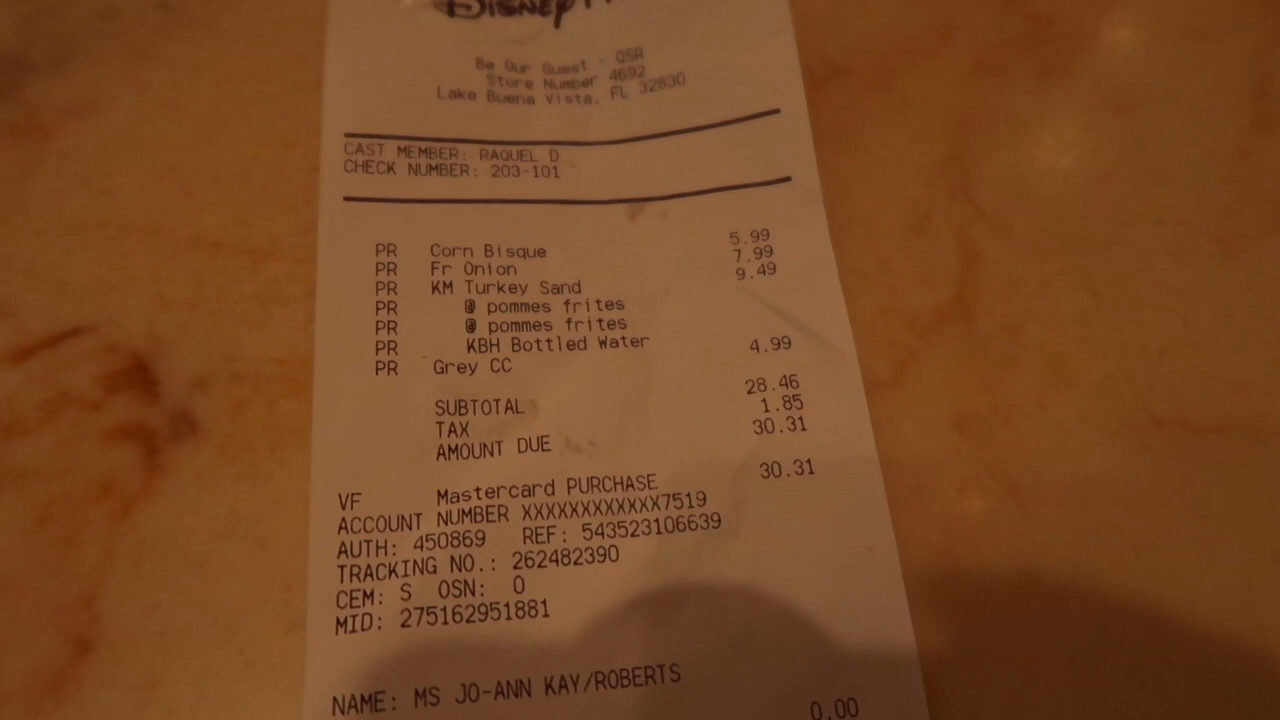 DISNEY
Be Our Guest - QSR
Store Number 4692
Lake Buena Vista, FL 32830
CAST MEMBER: RAQUEL D
CHECK NUMBER: 203-101
PR Corn Bisque 5.99
PR Fr Onion 7.99
PR KM Turkey Sand 9.49
PR @ pommes frites
PR @ pommes frites
PR KBH Bottled Water
PR Grey CC 4.99
SUBTOTAL 28.46
TAX 1.85
AMOUNT DUE 30.31
VF Mastercard PURCHASE 30.31
ACCOUNT NUMBER XXXXXXXXXXXX7519
AUTH: 450869 REF: 543523106639
TRACKING NO.: 262482390
CEM: S OSN: 0
MID: 275162951881
NAME: MS JO-ANN KAY/ROBERTS
0.00